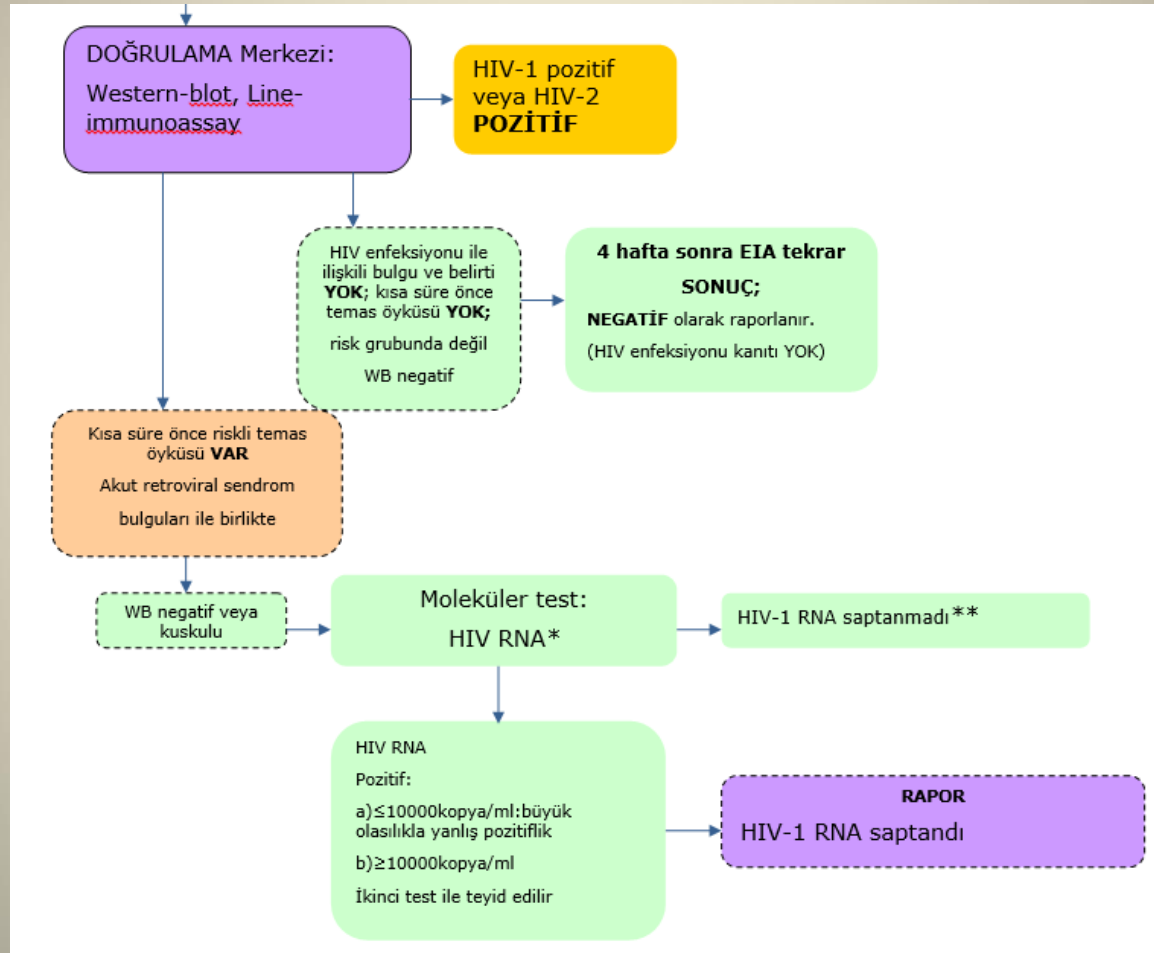 DOĞRULAMA Merkezi:
Western-blot, Line-
immunoassay
HIV-1 pozitif
veya HIV-2
POZİTİF
HIV enfeksiyonu ile
ilişkili bulgu ve belirti
YOK; kısa süre önce
temas öyküsü YOK;
risk grubunda değil
WB negatif
4 hafta sonra EIA tekrar
SONUÇ;
NEGATİF olarak raporlanır.
(HIV enfeksiyonu kanıtı YOK)
Kısa süre önce riskli temas
öyküsü VAR
Akut retroviral sendrom
bulguları ile birlikte
WB negatif veya
kuskulu
Moleküler test:
HIV RNA*
HIV-1 RNA saptanmadı**
HIV RNA
Pozitif:
a)≤10000kopya/ml:büyük
olasılıkla yanlış pozitiflik
b)≥10000kopya/ml
İkinci test ile teyid edilir
RAPOR
HIV-1 RNA saptandı